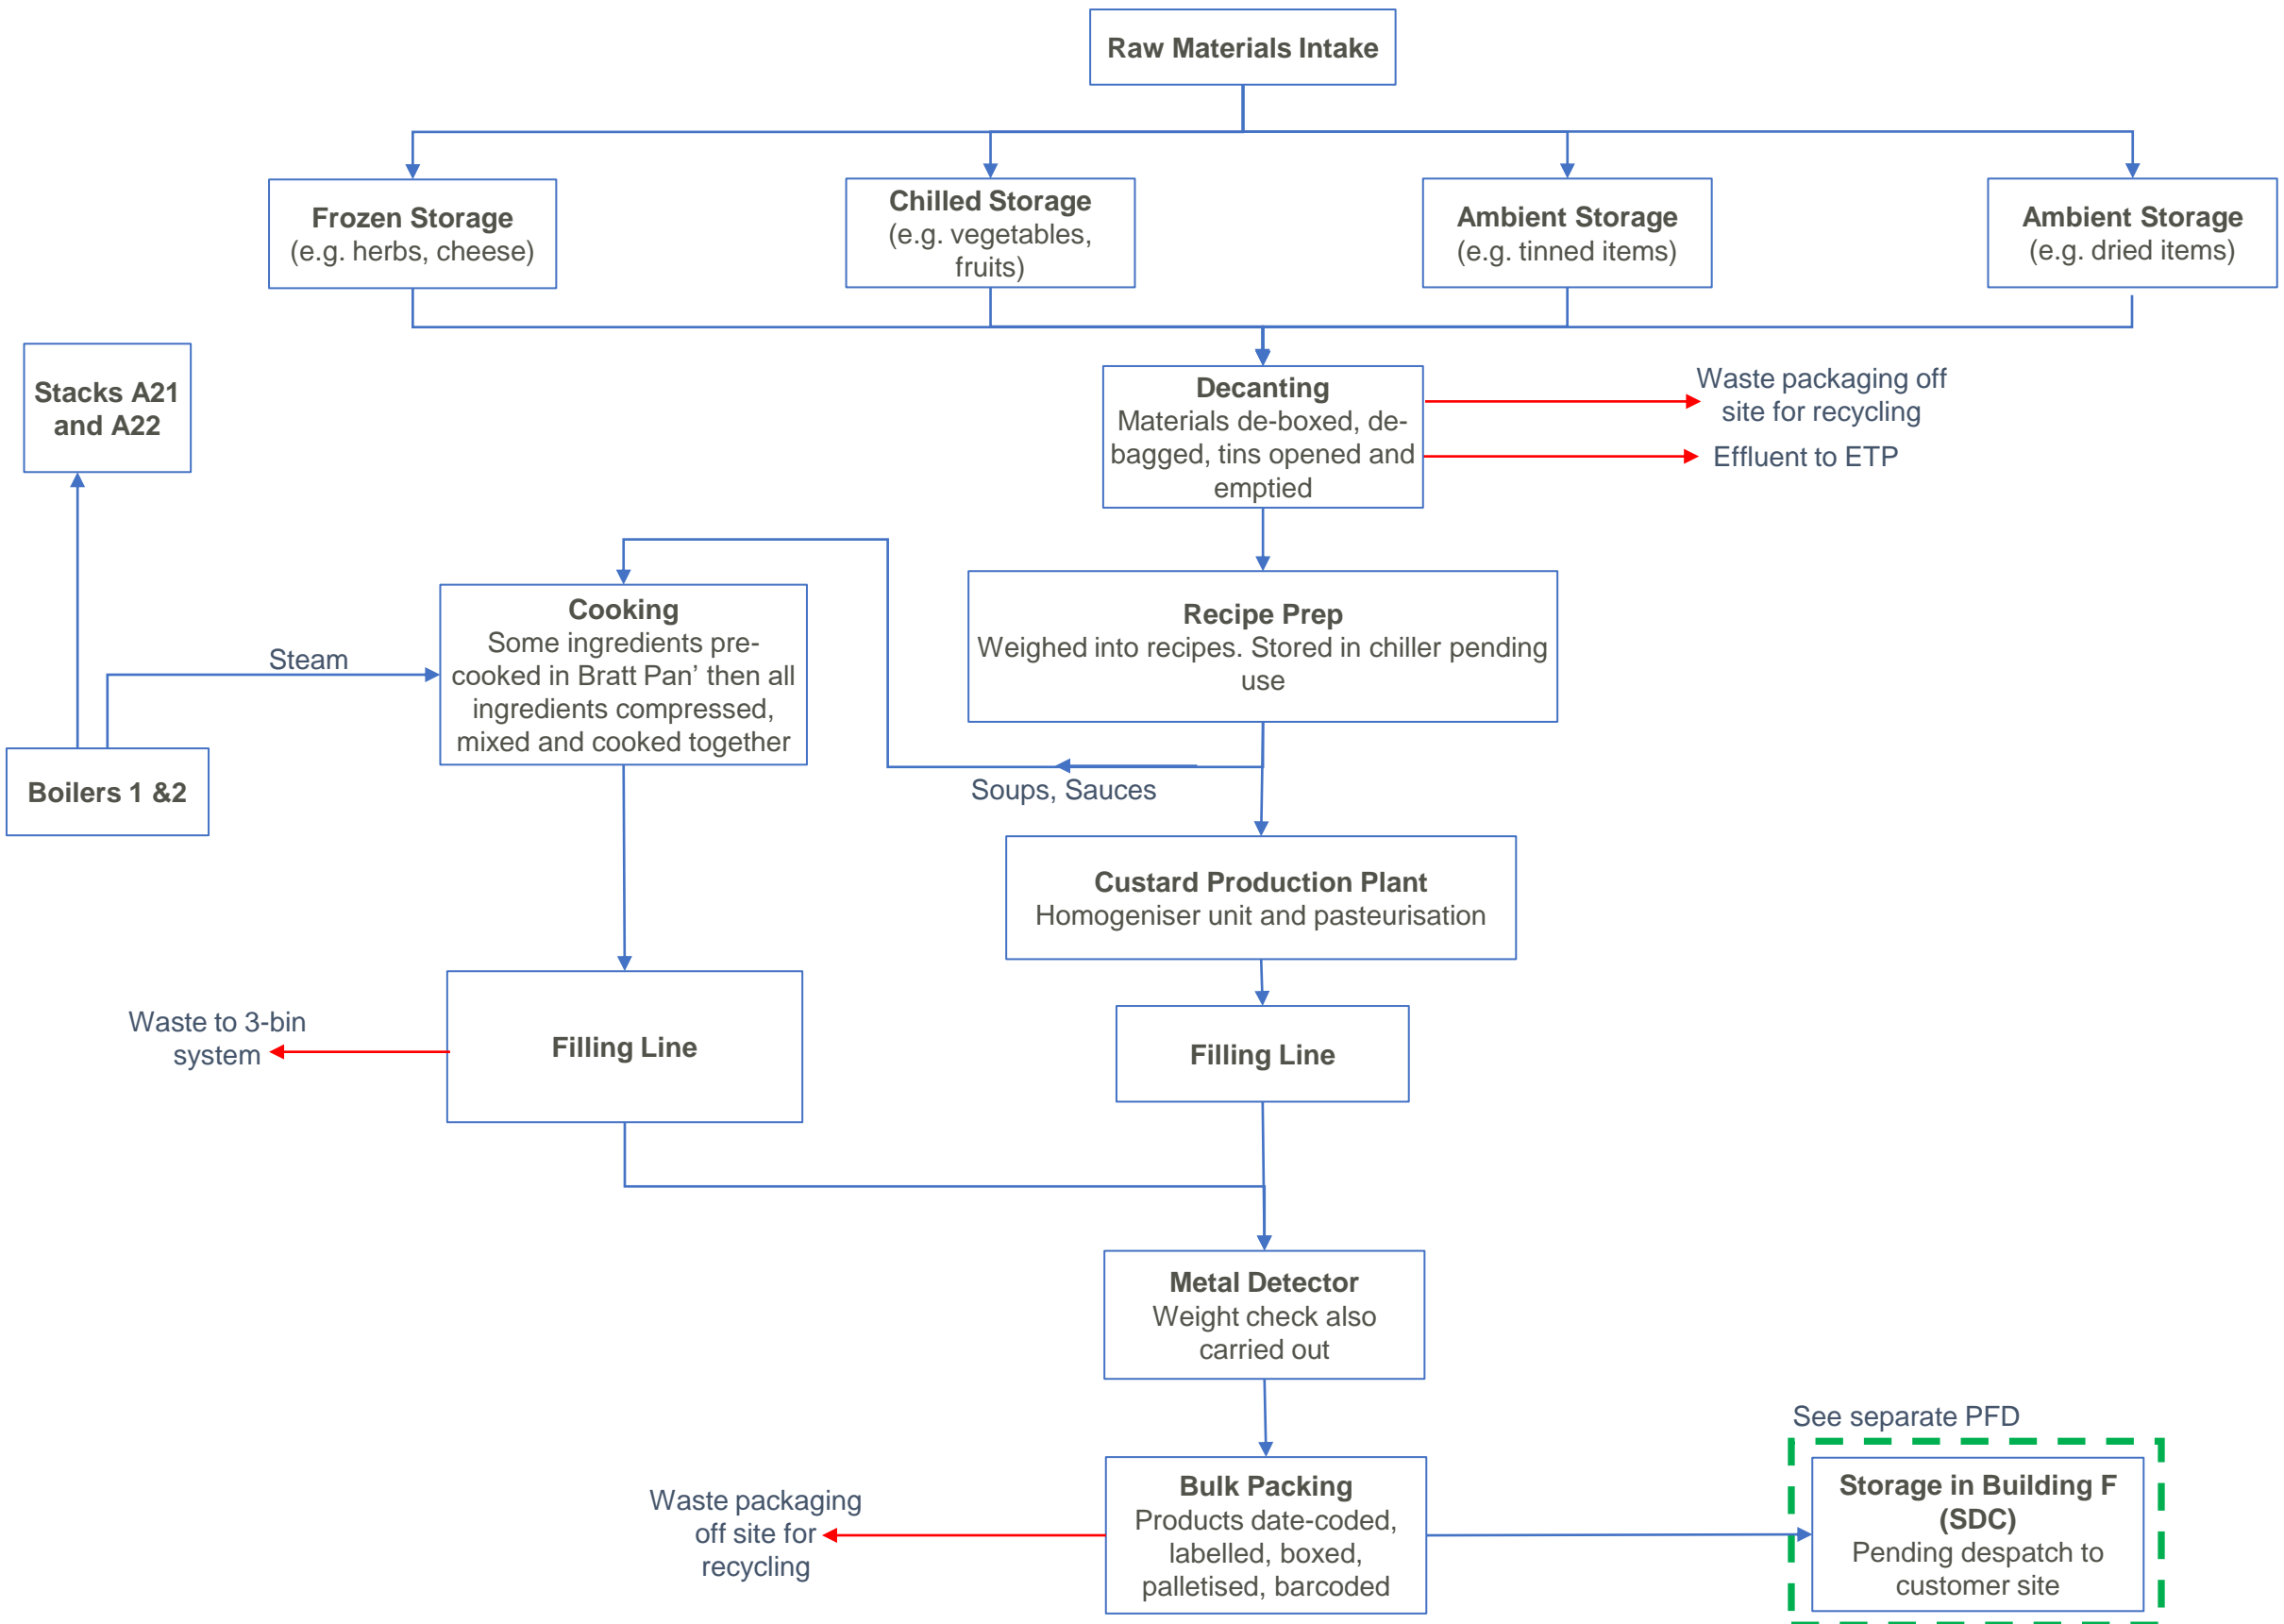 Raw Materials Intake
Frozen Storage
(e.g. herbs, cheese)
Chilled Storage
(e.g. vegetables,
fruits)
Ambient Storage
(e.g. tinned items)
Ambient Storage
(e.g. dried items)
Stacks A21
and A22
Decanting
Materials de-boxed, de-
bagged, tins opened and
emptied
Waste packaging off
site for recycling
Effluent to ETP
Cooking
Some ingredients pre-
cooked in Bratt Pan’ then all
ingredients compressed,
mixed and cooked together
Recipe Prep
Weighed into recipes. Stored in chiller pending
use
Steam
Boilers 1 &2
Soups, Sauces
Custard Production Plant
Homogeniser unit and pasteurisation
Waste to 3-bin
system
Filling Line
Filling Line
Metal Detector
Weight check also
carried out
See separate PFD
Waste packaging
off site for
recycling
Bulk Packing
Products date-coded,
labelled, boxed,
palletised, barcoded
Storage in Building F
(SDC)
Pending despatch to
customer site